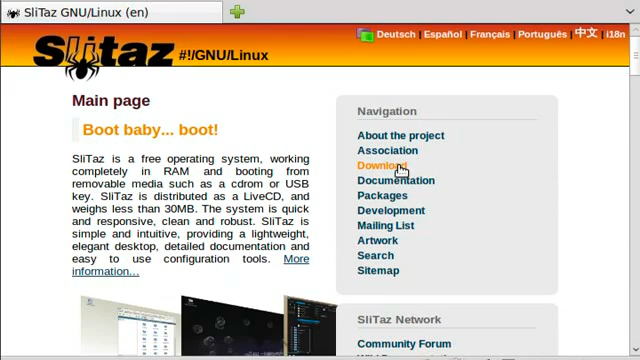 SliTaz GNU/Linux (en)
Deutsch | Español | Français | Português | 中文 | i18n
SliTaz #!/GNU/Linux
Main page
Boot baby... boot!
SliTaz is a free operating system, working
completely in RAM and booting from
removable media such as a cdrom or USB
key. SliTaz is distributed as a LiveCD, and
weighs less than 30MB. The system is quick
and responsive, clean and robust. SliTaz is
simple and intuitive, providing a lightweight,
elegant desktop, detailed documentation and
easy to use configuration tools. More
information...
Navigation
About the project
Association
Download
Documentation
Packages
Development
Mailing List
Artwork
Search
Sitemap
SliTaz Network
Community Forum